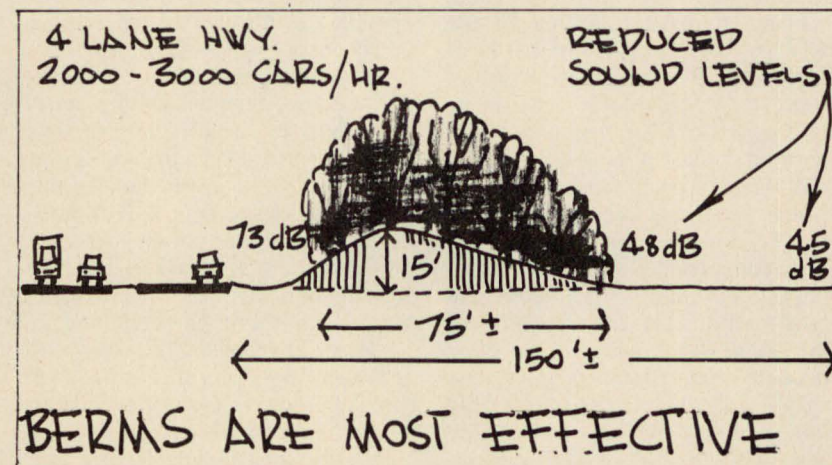 4 LANE HWY.
2000 - 3000 CARS/HR.
REDUCED
SOUND LEVELS
73 dB
15'
48 dB
45
dB
75' ±
150' ±
BERMS ARE MOST EFFECTIVE